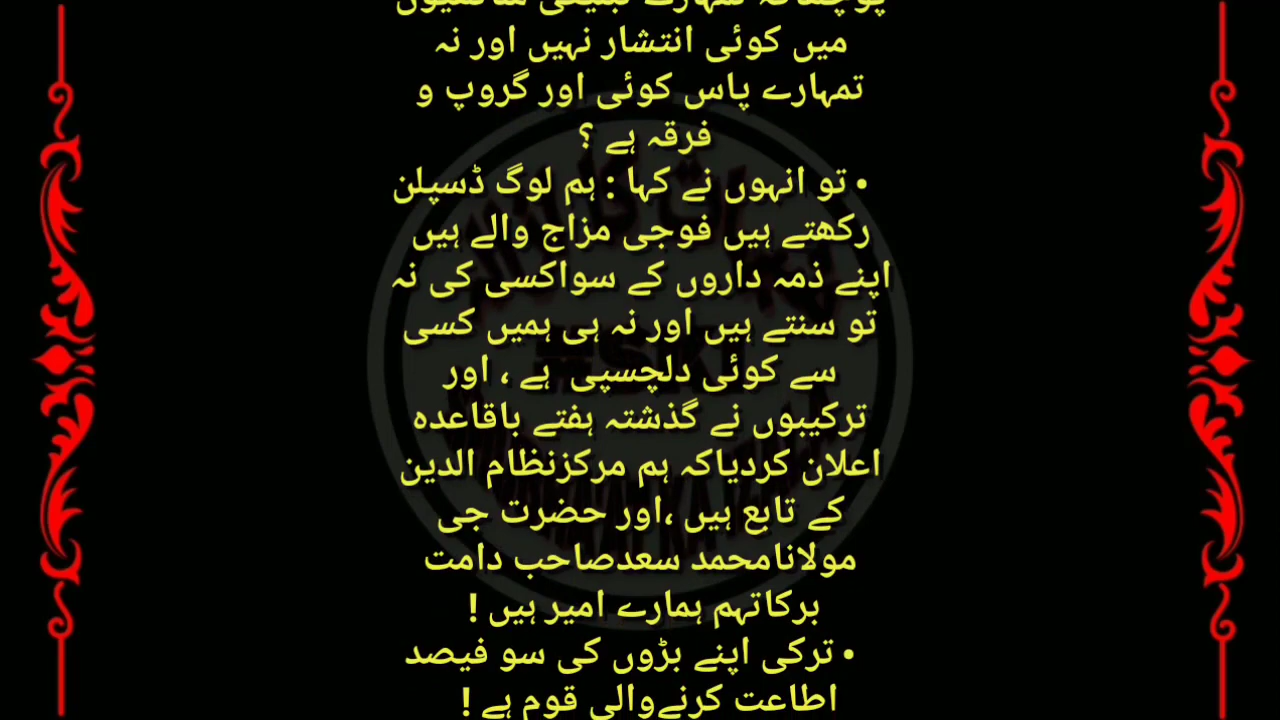 میں کوئی انتشار نہیں اور نہ
تمہارے پاس کوئی اور گروپ و
فرقہ ہے ؟
• تو انہوں نے کہا : ہم لوگ ڈسپلن
رکھتے ہیں فوجی مزاج والے ہیں
اپنے ذمہ داروں کے سواکسی کی نہ
تو سنتے ہیں اور نہ ہی ہمیں کسی
سے کوئی دلچسپی ہے ، اور
ترکیبوں نے گذشتہ ہفتے باقاعدہ
اعلان کردیاکہ ہم مرکزنظام الدین
کے تابع ہیں ،اور حضرت جی
مولانامحمد سعدصاحب دامت
برکاتہم ہمارے امیر ہیں !
• ترکی اپنے بڑوں کی سو فیصد
اطاعت کرنےوالی قوم ہے !